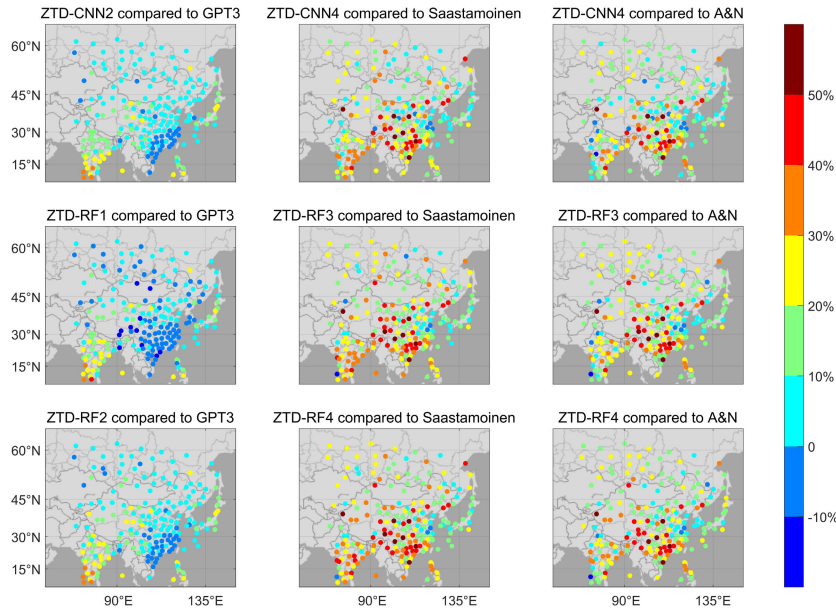 ZTD-CNN2 compared to GPT3
ZTD-CNN4 compared to Saastamoinen
ZTD-CNN4 compared to A&N
60°N
45°N
30°N
15°N
ZTD-RF1 compared to GPT3
ZTD-RF3 compared to Saastamoinen
ZTD-RF3 compared to A&N
60°N
45°N
30°N
15°N
ZTD-RF2 compared to GPT3
ZTD-RF4 compared to Saastamoinen
ZTD-RF4 compared to A&N
60°N
45°N
30°N
15°N
90°E 135°E
90°E 135°E
90°E 135°E
50%
40%
30%
20%
10%
0
-10%